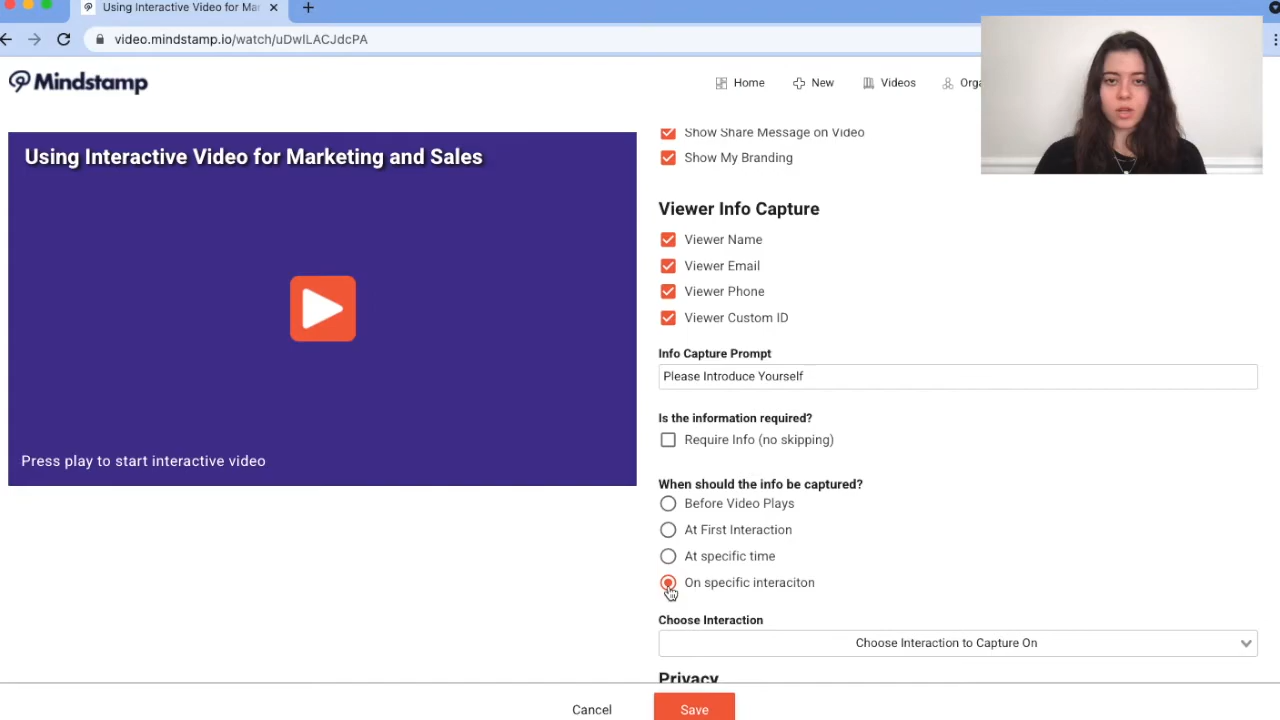 Using Interactive Video for Mar
video.mindstamp.io/watch/uDwILACJdcPA
Mindstamp
Home
New
Videos
Orga
Using Interactive Video for Marketing and Sales
Press play to start interactive video
Show Share Message on Video
Show My Branding
Viewer Info Capture
Viewer Name
Viewer Email
Viewer Phone
Viewer Custom ID
Info Capture Prompt
Please Introduce Yourself
Is the information required?
Require Info (no skipping)
When should the info be captured?
Before Video Plays
At First Interaction
At specific time
On specific interaciton
Choose Interaction
Choose Interaction to Capture On
Privacy
Cancel
Save